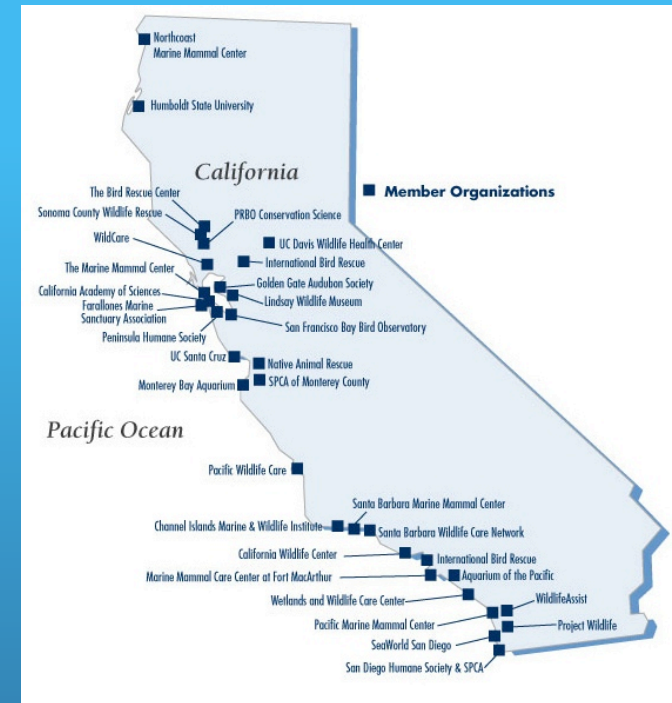 Northcoast
Marine Mammal Center
Humboldt State University
California
Member Organizations
The Bird Rescue Center
Sonoma County Wildlife Rescue
PRBO Conservation Science
WildCare
UC Davis Wildlife Health Center
International Bird Rescue
The Marine Mammal Center
Golden Gate Audubon Society
California Academy of Sciences
Lindsay Wildlife Museum
Farallones Marine
Sanctuary Association
San Francisco Bay Bird Observatory
Peninsula Humane Society
UC Santa Cruz
Native Animal Rescue
Monterey Bay Aquarium
SPCA of Monterey County
Pacific Ocean
Pacific Wildlife Care
Santa Barbara Marine Mammal Center
Channel Islands Marine & Wildlife Institute
Santa Barbara Wildlife Care Network
California Wildlife Center
International Bird Rescue
Marine Mammal Care Center at Fort MacArthur
Aquarium of the Pacific
Wetlands and Wildlife Care Center
WildlifeAssist
Pacific Marine Mammal Center
Project Wildlife
SeaWorld San Diego
San Diego Humane Society & SPCA